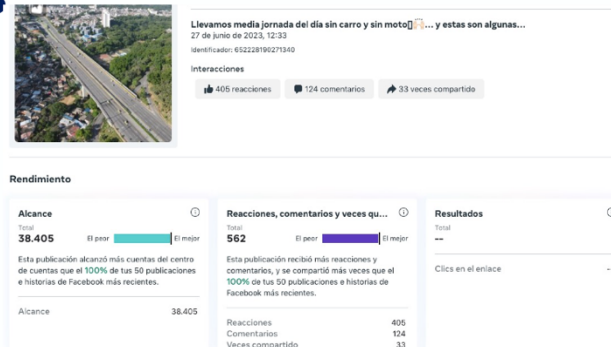 Llevamos media jornada del día sin carro y sin moto... y estas son algunas...
27 de junio de 2023, 12:33
Identificador: 652228190271340
Interacciones
405 reacciones 124 comentarios 33 veces compartido
Rendimiento
Alcance
Total
38.405 El peor El mejor
Esta publicación alcanzó más cuentas del centro
de cuentas que el 100% de tus 50 publicaciones
e historias de Facebook más recientes.
Alcance 38.405
Reacciones, comentarios y veces qu...
Total
562 El peor El mejor
Esta publicación recibió más reacciones y
comentarios, y se compartió más veces que el
100% de tus 50 publicaciones e historias de
Facebook más recientes.
Reacciones 405
Comentarios 124
Veces compartido 33
Resultados
Total
--
Clics en el enlace